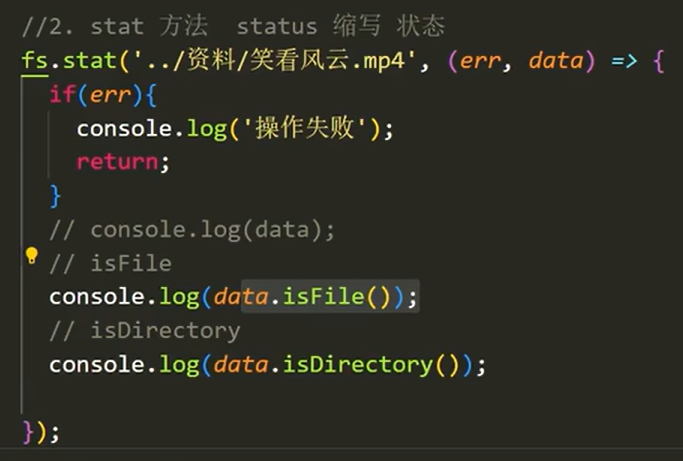 //2. stat 方法  status 缩写 状态
fs.stat('../资料/笑看风云.mp4', (err, data) => {
  if(err){
    console.log('操作失败');
    return;
  }
  // console.log(data);
  // isFile
  console.log(data.isFile());
  // isDirectory
  console.log(data.isDirectory());
});